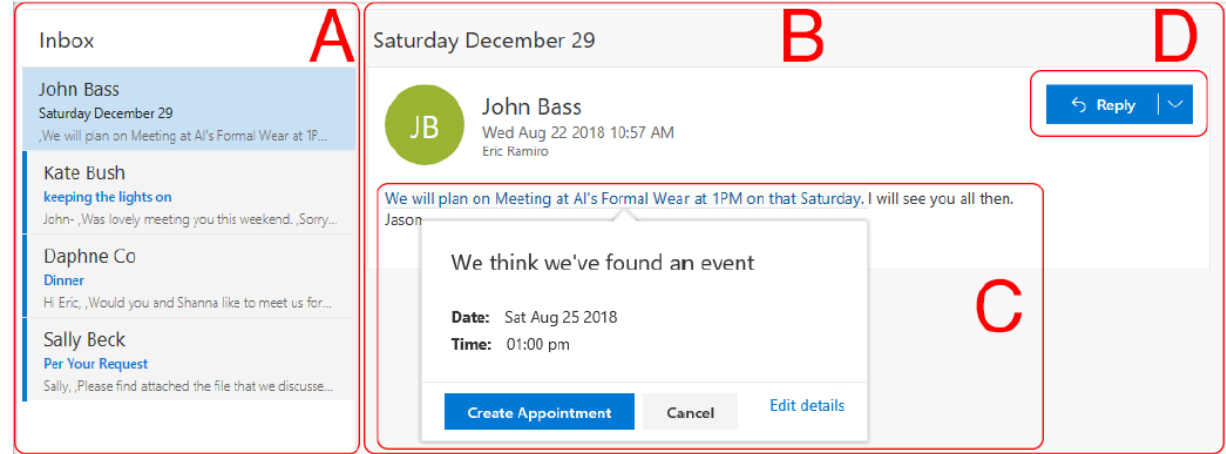 Inbox
A
John Bass
Saturday December 29
,We will plan on Meeting at Al's Formal Wear at 1P...
Kate Bush
keeping the lights on
John- ,Was lovely meeting you this weekend. ,Sorry...
Daphne Co
Dinner
Hi Eric, ,Would you and Shanna like to meet us for...
Sally Beck
Per Your Request
Sally, ,Please find attached the file that we discusse...
Saturday December 29
B
D
JB
John Bass
Wed Aug 22 2018 10:57 AM
Eric Ramiro
Reply
We will plan on Meeting at Al's Formal Wear at 1PM on that Saturday. I will see you all then.
Jason
C
We think we've found an event
Date: Sat Aug 25 2018
Time: 01:00 pm
Create Appointment
Cancel
Edit details